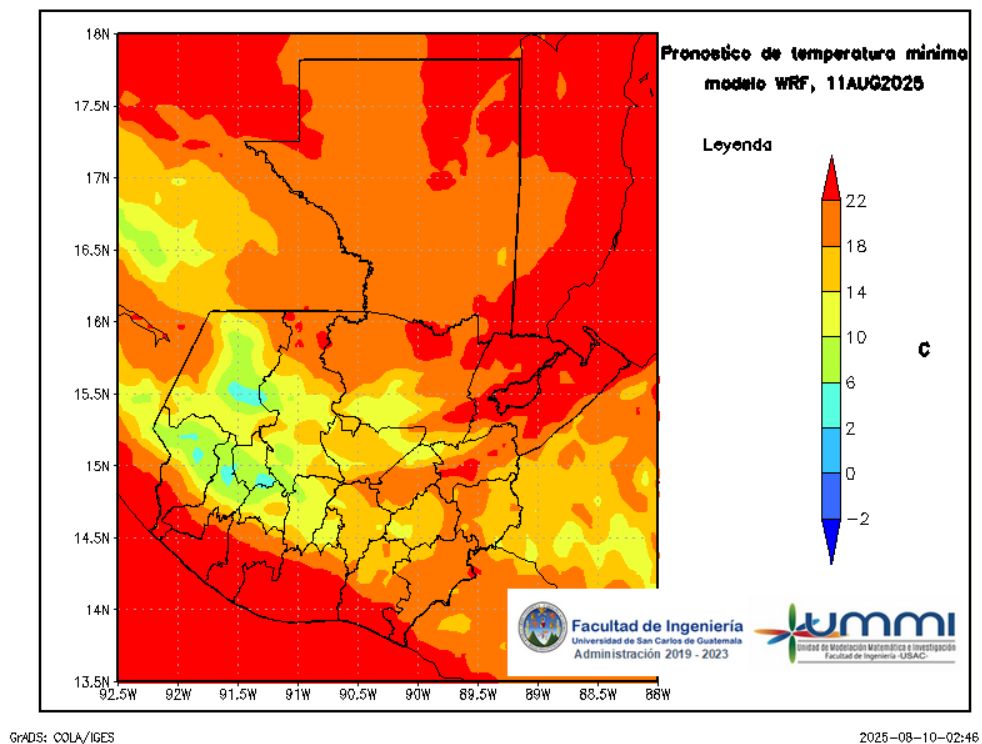 Pronostico de temperatura minima
modelo WRF, 11AUG2025
Leyenda
22
18
14
10
6
2
0
-2
C
18N
17.5N
17N
16.5N
16N
15.5N
15N
14.5N
14N
13.5N
92.5W 92W 91.5W 91W 90.5W 90W 89.5W 89W 88.5W 88W
Facultad de Ingeniería
Universidad de San Carlos de Guatemala
Administración 2019 - 2023
ummi
Unidad de Modelación Matemática e Investigación
Facultad de Ingeniería -USAC-
GrADS: COLA/IGES
2025-08-10-02:46